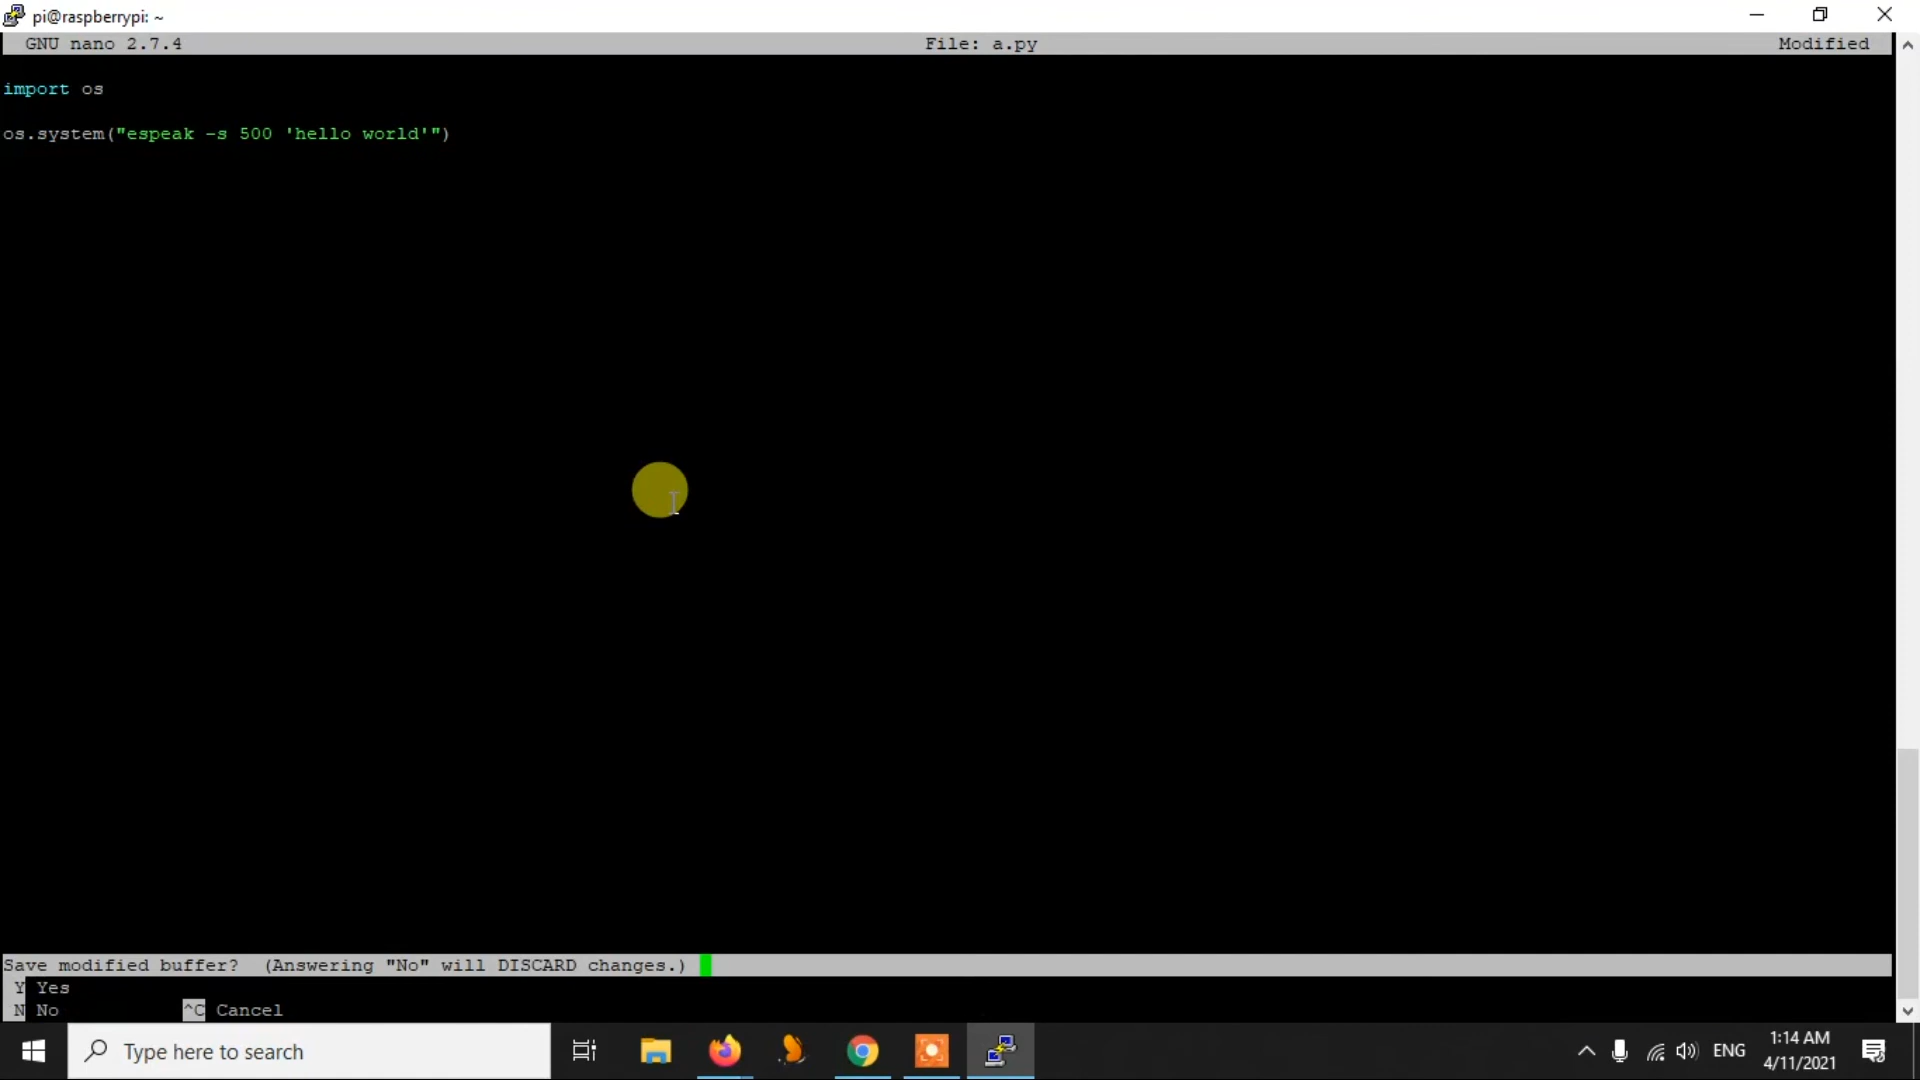 pi@raspberrypi: ~
GNU nano 2.7.4 File: a.py Modified
import os
os.system("espeak -s 500 'hello world'")
Save modified buffer? (Answering "No" will DISCARD changes.)
Y Yes
N No ^C Cancel
Type here to search
ENG
1:14 AM
4/11/2021